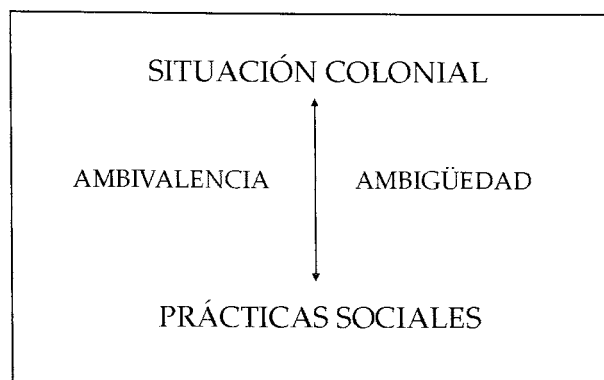 SITUACIÓN COLONIAL
AMBIVALENCIA AMBIGÜEDAD
PRÁCTICAS SOCIALES